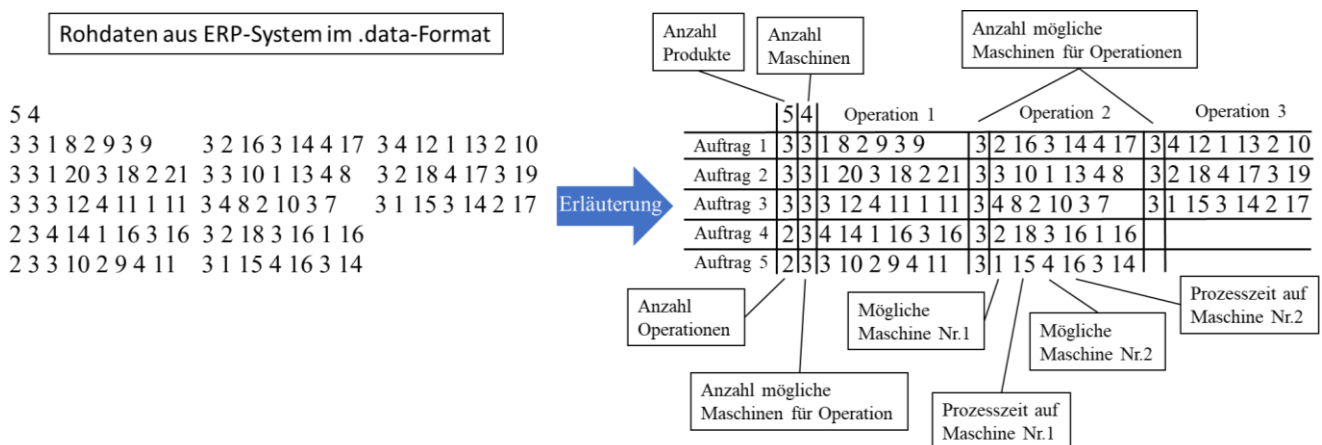 Rohdaten aus ERP-System im .data-Format
5 4
3 3 1 8 2 9 3 9 3 2 16 3 14 4 17 3 4 12 1 13 2 10
3 3 1 20 3 18 2 21 3 3 10 1 13 4 8 3 2 18 4 17 3 19
3 3 3 12 4 11 1 11 3 4 8 2 10 3 7 3 1 15 3 14 2 17
2 3 4 14 1 16 3 16 3 2 18 3 16 1 16
2 3 3 10 2 9 4 11 3 1 15 4 16 3 14
Erläuterung
Anzahl
Produkte
Anzahl
Maschinen
Anzahl mögliche
Maschinen für Operationen
5 4 Operation 1 Operation 2 Operation 3
Auftrag 1 3 3 1 8 2 9 3 9 3 2 16 3 14 4 17 3 4 12 1 13 2 10
Auftrag 2 3 3 1 20 3 18 2 21 3 3 10 1 13 4 8 3 2 18 4 17 3 19
Auftrag 3 3 3 3 12 4 11 1 11 3 4 8 2 10 3 7 3 1 15 3 14 2 17
Auftrag 4 2 3 4 14 1 16 3 16 3 2 18 3 16 1 16
Auftrag 5 2 3 3 10 2 9 4 11 3 1 15 4 16 3 14
Anzahl
Operationen
Anzahl mögliche
Maschinen für Operation
Mögliche
Maschine Nr.1
Prozesszeit auf
Maschine Nr.1
Mögliche
Maschine Nr.2
Prozesszeit auf
Maschine Nr.2